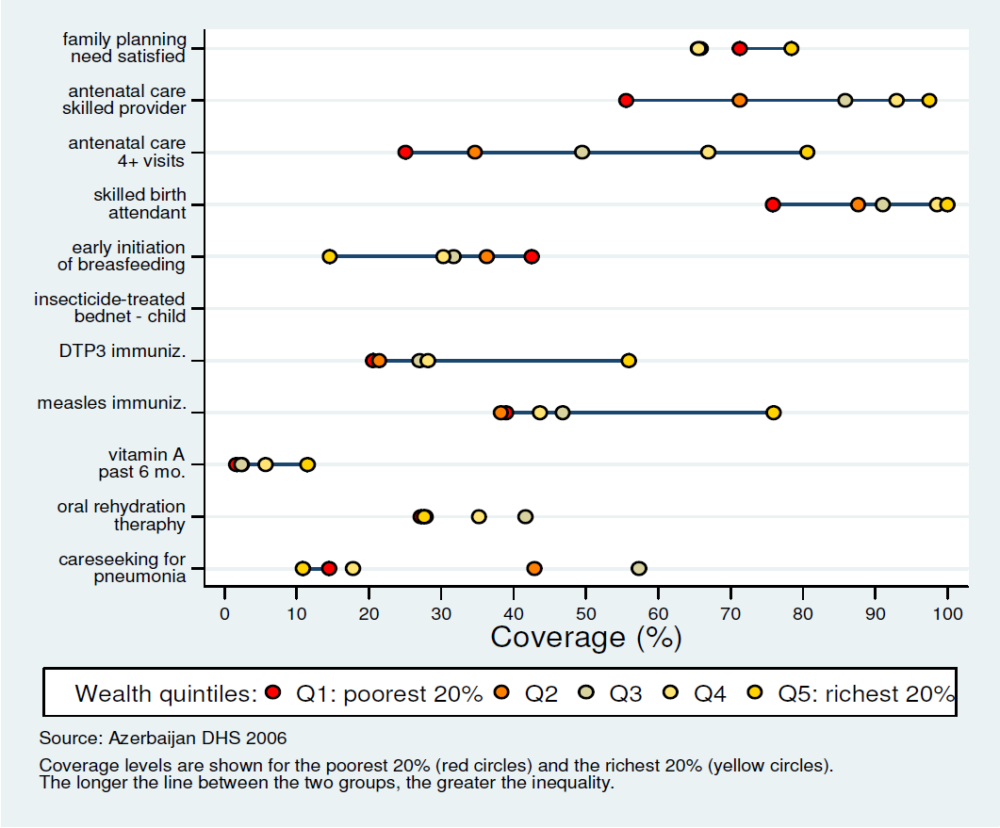 family planning
need satisfied
antenatal care
skilled provider
antenatal care
4+ visits
skilled birth
attendant
early initiation
of breasfeeding
insecticide-treated
bednet - child
DTP3 immuniz.
measles immuniz.
vitamin A
past 6 mo.
oral rehydration
theraphy
careseeking for
pneumonia
0 10 20 30 40 50 60 70 80 90 100
Coverage (%)
Wealth quintiles: Q1: poorest 20% Q2 Q3 Q4 Q5: richest 20%
Source: Azerbaijan DHS 2006
Coverage levels are shown for the poorest 20% (red circles) and the richest 20% (yellow circles).
The longer the line between the two groups, the greater the inequality.